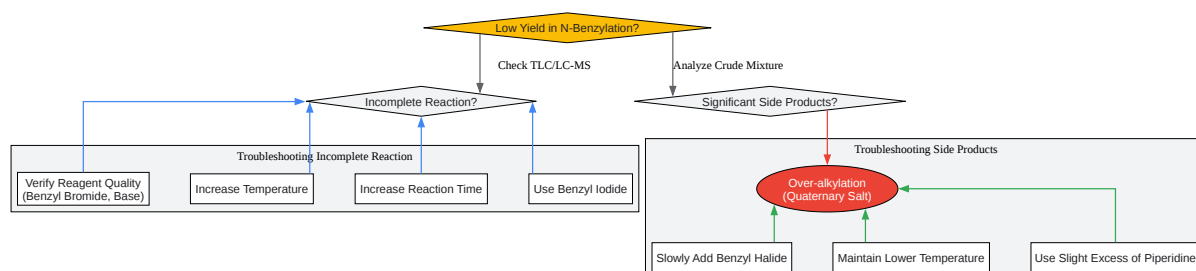 Low Yield in N-Benzylation?
Check TLC/LC-MS
Analyze Crude Mixture
Incomplete Reaction?
Significant Side Products?
Troubleshooting Incomplete Reaction
Verify Reagent Quality
(Benzyl Bromide, Base)
Increase Temperature
Increase Reaction Time
Use Benzyl Iodide
Troubleshooting Side Products
Over-alkylation
(Quaternary Salt)
Slowly Add Benzyl Halide
Maintain Lower Temperature
Use Slight Excess of Piperidine